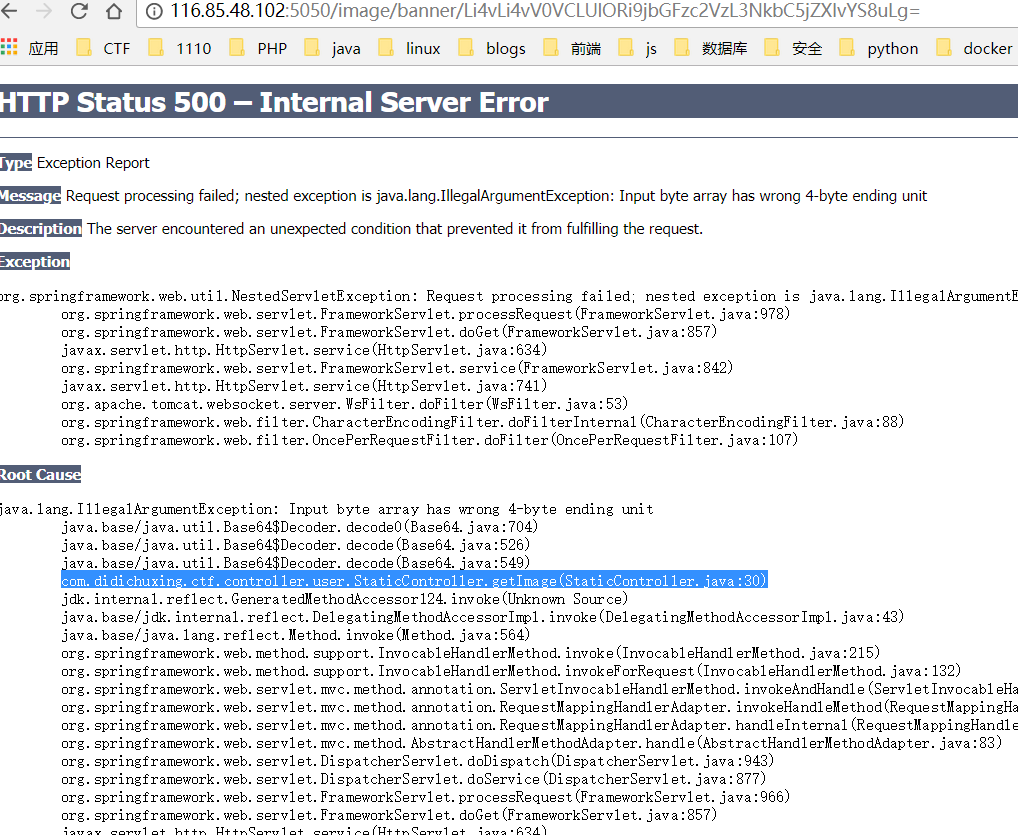 116.85.48.102:5050/image/banner/Li4vLi4vV0VCLUlORi9jbGFzc2VzL3NkbC5jZXIvYS8uLg=
应用 CTF 1110 PHP java linux blogs 前端 js 数据库 安全 python docker
HTTP Status 500 – Internal Server Error
Type Exception Report
Message Request processing failed; nested exception is java.lang.IllegalArgumentException: Input byte array has wrong 4-byte ending unit
Description The server encountered an unexpected condition that prevented it from fulfilling the request.
Exception
org.springframework.web.util.NestedServletException: Request processing failed; nested exception is java.lang.IllegalArgumentE
org.springframework.web.servlet.FrameworkServlet.processRequest(FrameworkServlet.java:978)
org.springframework.web.servlet.FrameworkServlet.doGet(FrameworkServlet.java:857)
javax.servlet.http.HttpServlet.service(HttpServlet.java:634)
org.springframework.web.servlet.FrameworkServlet.service(FrameworkServlet.java:842)
javax.servlet.http.HttpServlet.service(HttpServlet.java:741)
org.apache.tomcat.websocket.server.WsFilter.doFilter(WsFilter.java:53)
org.springframework.web.filter.CharacterEncodingFilter.doFilterInternal(CharacterEncodingFilter.java:88)
org.springframework.web.filter.OncePerRequestFilter.doFilter(OncePerRequestFilter.java:107)
Root Cause
java.lang.IllegalArgumentException: Input byte array has wrong 4-byte ending unit
java.base/java.util.Base64$Decoder.decode0(Base64.java:704)
java.base/java.util.Base64$Decoder.decode(Base64.java:526)
java.base/java.util.Base64$Decoder.decode(Base64.java:549)
com.didichuxing.ctf.controller.user.StaticController.getImage(StaticController.java:30)
jdk.internal.reflect.GeneratedMethodAccessor124.invoke(Unknown Source)
java.base/jdk.internal.reflect.DelegatingMethodAccessorImpl.invoke(DelegatingMethodAccessorImpl.java:43)
java.base/java.lang.reflect.Method.invoke(Method.java:564)
org.springframework.web.method.support.InvocableHandlerMethod.invoke(InvocableHandlerMethod.java:215)
org.springframework.web.method.support.InvocableHandlerMethod.invokeForRequest(InvocableHandlerMethod.java:132)
org.springframework.web.servlet.mvc.method.annotation.ServletInvocableHandlerMethod.invokeAndHandle(ServletInvocableHa
org.springframework.web.servlet.mvc.method.annotation.RequestMappingHandlerAdapter.invokeHandleMethod(RequestMappingHa
org.springframework.web.servlet.mvc.method.annotation.RequestMappingHandlerAdapter.handleInternal(RequestMappingHandle
org.springframework.web.servlet.mvc.method.AbstractHandlerMethodAdapter.handle(AbstractHandlerMethodAdapter.java:83)
org.springframework.web.servlet.DispatcherServlet.doDispatch(DispatcherServlet.java:943)
org.springframework.web.servlet.DispatcherServlet.doService(DispatcherServlet.java:877)
org.springframework.web.servlet.FrameworkServlet.processRequest(FrameworkServlet.java:966)
org.springframework.web.servlet.FrameworkServlet.doGet(FrameworkServlet.java:857)
javax.servlet.http.HttpServlet.service(HttpServlet.java:634)